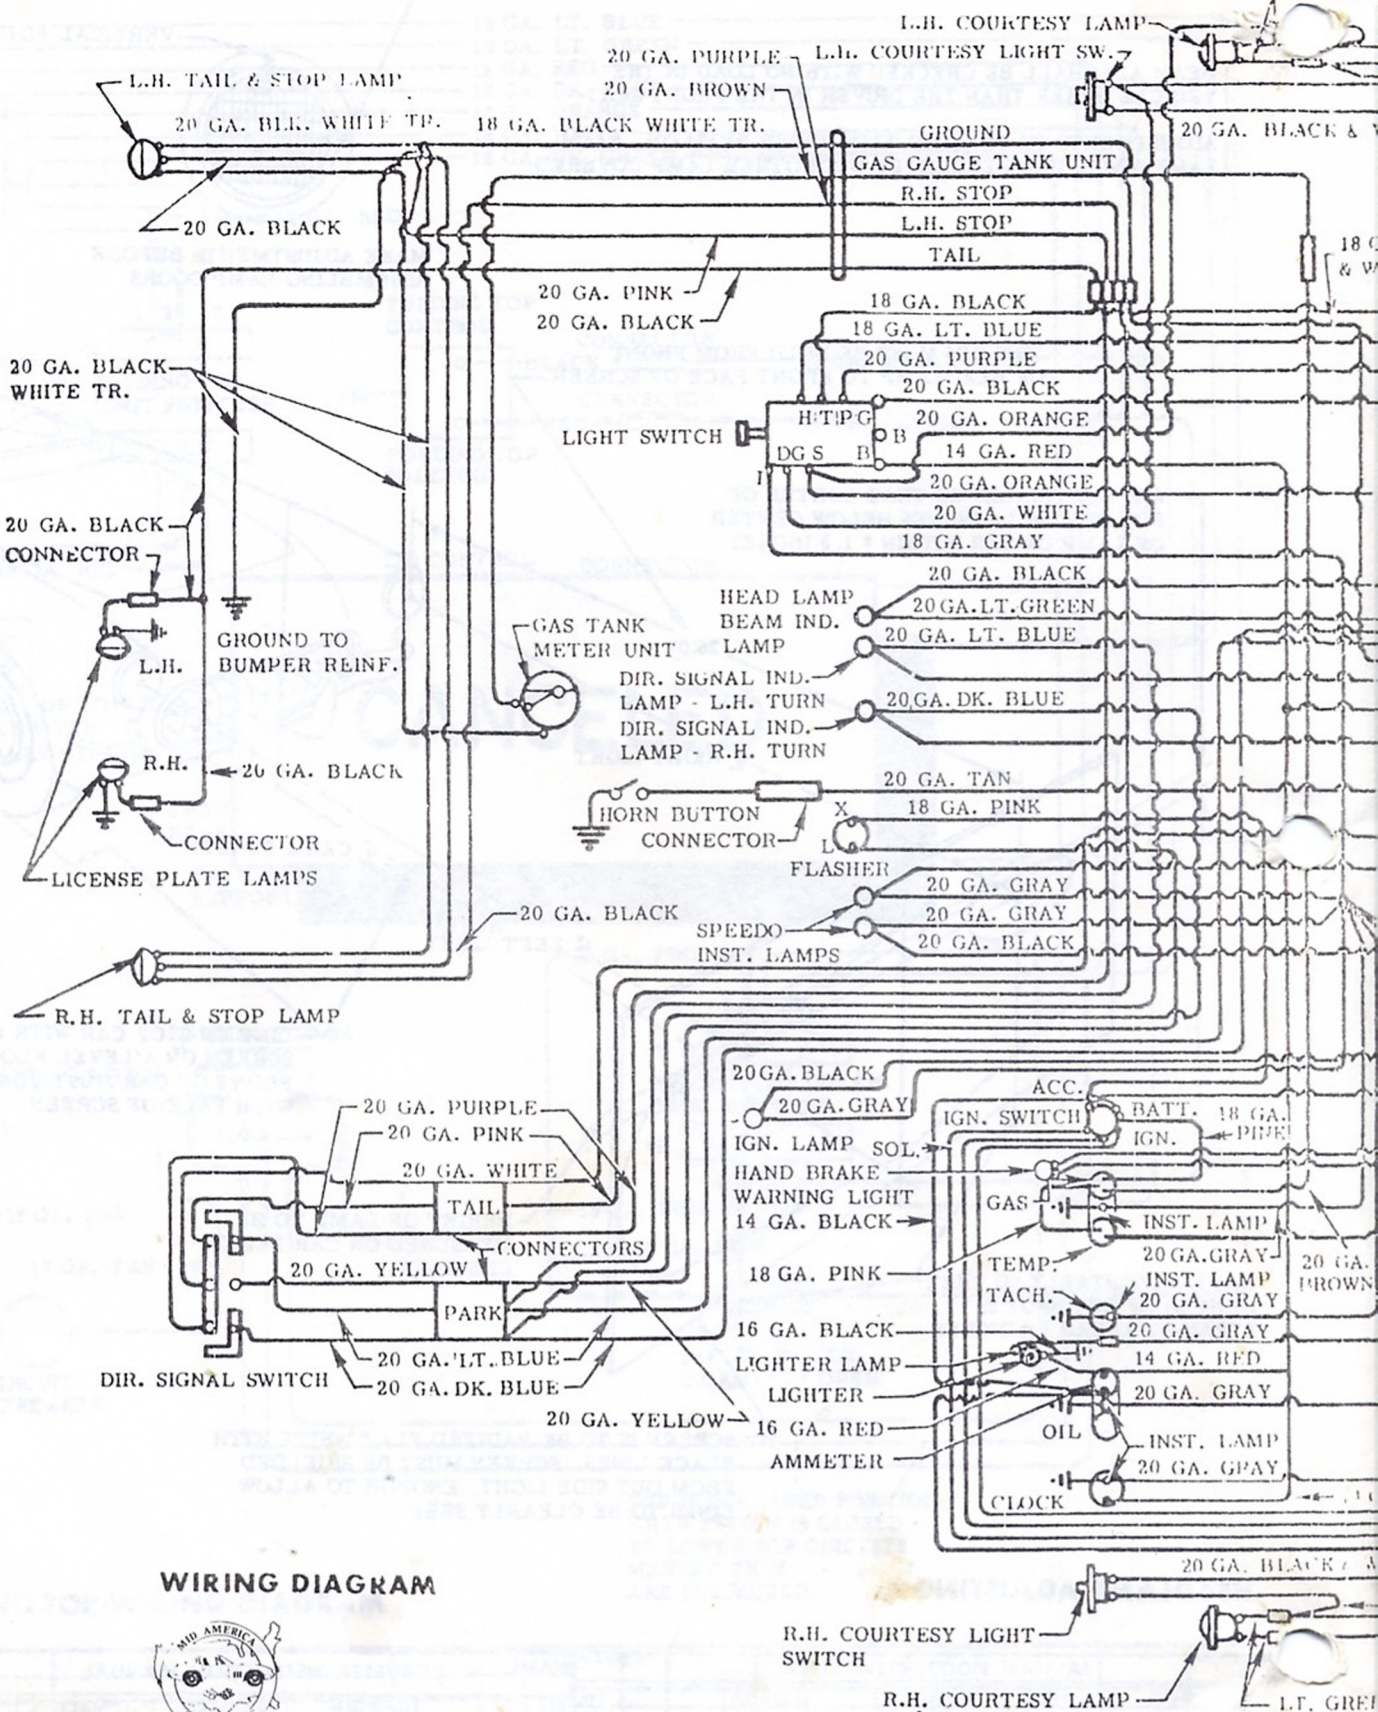 L.H. COURTESY LAMP
L.H. COURTESY LIGHT SW.
20 GA. PURPLE
20 GA. BROWN
L.H. TAIL & STOP LAMP
20 GA. BLK WHITE TR.
18 GA. BLACK WHITE TR.
20 GA. BLACK &
GROUND
GAS GAUGE TANK UNIT
R.H. STOP
L.H. STOP
TAIL
20 GA. BLACK
18
&
20 GA. PINK
20 GA. BLACK
18 GA. BLACK
18 GA. LT. BLUE
20 GA. PURPLE
20 GA. BLACK
20 GA. BLACK
WHITE TR.
H T P G
20 GA. ORANGE
LIGHT SWITCH
B
14 GA. RED
DG S B
I
20 GA. ORANGE
20 GA. WHITE
18 GA. GRAY
20 GA. BLACK
CONNECTOR
20 GA. BLACK
HEAD LAMP
BEAM IND.
LAMP
20 GA. LT. GREEN
20 GA. LT. BLUE
GROUND TO
BUMPER REINF.
GAS TANK
METER UNIT
L.H.
DIR. SIGNAL IND.
LAMP - L.H. TURN
DIR. SIGNAL IND.
LAMP - R.H. TURN
20 GA. DK. BLUE
R.H.
20 GA. BLACK
20 GA. TAN
18 GA. PINK
HORN BUTTON
CONNECTOR
X
L
FLASHER
CONNECTOR
LICENSE PLATE LAMPS
20 GA. GRAY
20 GA. GRAY
20 GA. BLACK
20 GA. BLACK
SPEEDO
INST. LAMPS
R.H. TAIL & STOP LAMP
20 GA. BLACK
20 GA. GRAY
ACC.
IGN. SWITCH
BATT.
IGN.
18 GA.
PINK
IGN. LAMP
SOL.
20 GA. PURPLE
20 GA. PINK
20 GA. WHITE
HAND BRAKE
WARNING LIGHT
14 GA. BLACK
GAS
TAIL
CONNECTORS
INST. LAMP
20 GA. YELLOW
18 GA. PINK
TEMP.
20 GA. GRAY
20 GA.
BROWN
INST. LAMP
TACH.
20 GA. GRAY
PARK
16 GA. BLACK
20 GA. GRAY
20 GA. LT. BLUE
20 GA. DK. BLUE
DIR. SIGNAL SWITCH
LIGHTER LAMP
LIGHTER
14 GA. RED
20 GA. GRAY
20 GA. YELLOW
16 GA. RED
OIL
AMMETER
INST. LAMP
20 GA. GRAY
CLOCK
20 GA. BLACK
WIRING DIAGRAM
MID AMERICA
R.H. COURTESY LIGHT
SWITCH
R.H. COURTESY LAMP